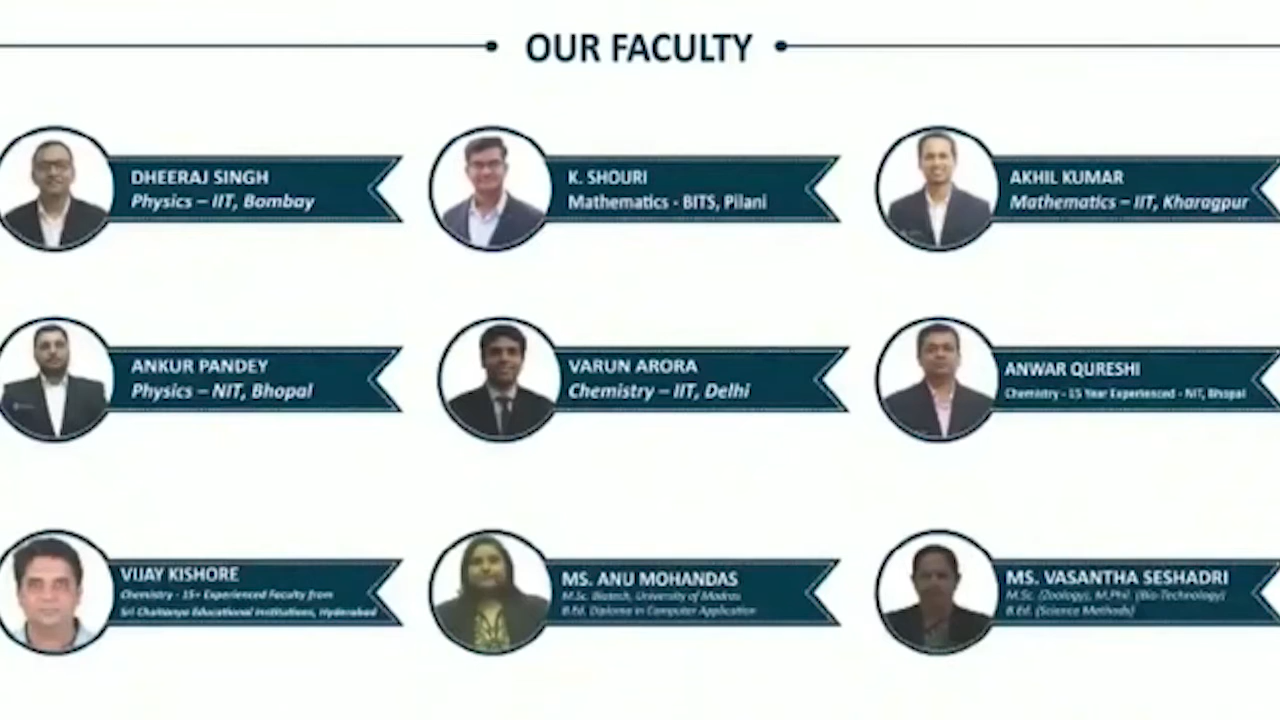 OUR FACULTY
DHEERAJ SINGH
Physics – IIT, Bombay
K. SHOURI
Mathematics - BITS, Pilani
AKHIL KUMAR
Mathematics – IIT, Kharagpur
ANKUR PANDEY
Physics – NIT, Bhopal
VARUN ARORA
Chemistry – IIT, Delhi
ANWAR QURESHI
Chemistry - 15 Year Experienced - NIT, Bhopal
VIJAY KISHORE
Chemistry - 15+ Experienced Faculty from
Sri Chaitanya Educational Institutions, Hyderabad
MS. ANU MOHANDAS
M.Sc. Biotech, University of Madras
B.Ed. Diploma in Computer Application
MS. VASANTHA SESHADRI
M.Sc. (Zoology), M.Phil. (Bio-Technology)
B.Ed. (Science Methods)